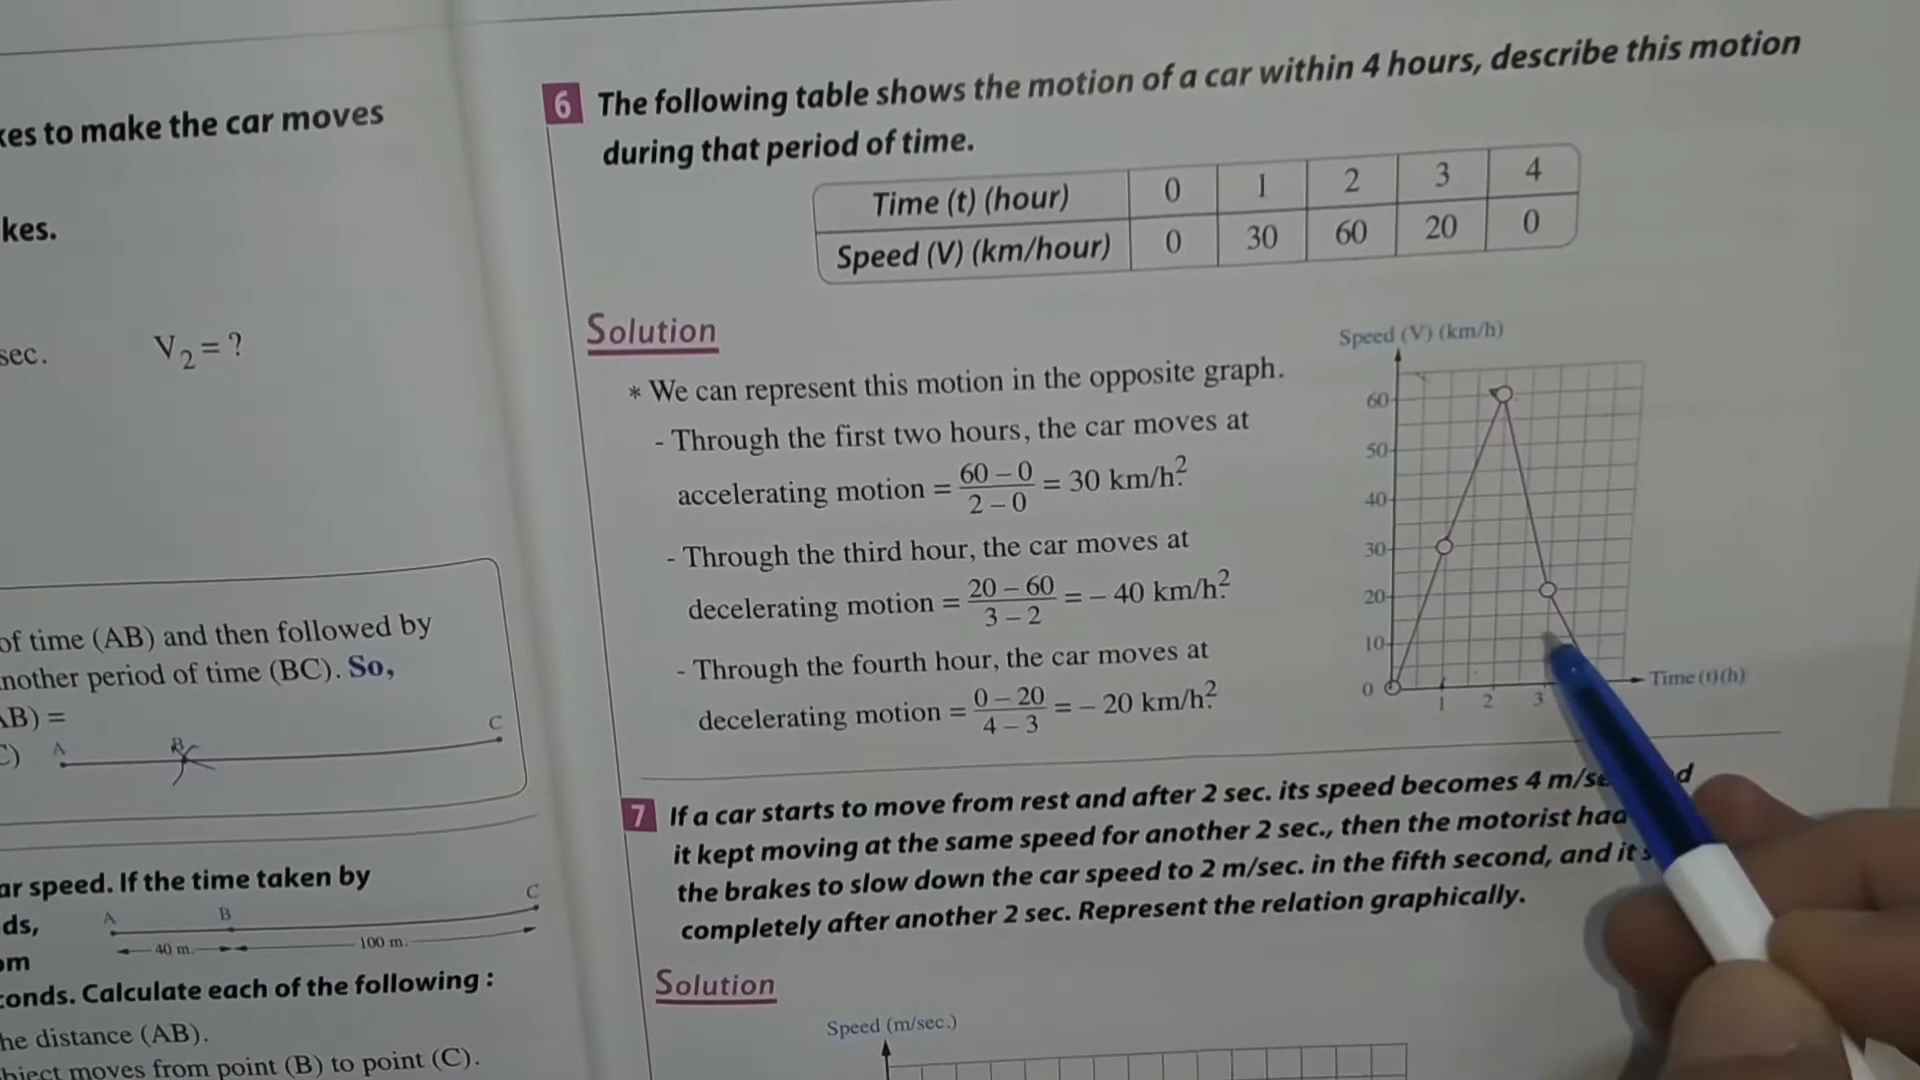 kes to make the car moves
kes.
sec. V2 = ?
of time (AB) and then followed by
another period of time (BC). So,
AB) =
C) A B C
ar speed. If the time taken by
ds, A B C
40 m. 100 m.
om
conds. Calculate each of the following :
he distance (AB).
bject moves from point (B) to point (C).
6 The following table shows the motion of a car within 4 hours, describe this motion
during that period of time.
Time (t) (hour) 0 1 2 3 4
Speed (V) (km/hour) 0 30 60 20 0
Solution
* We can represent this motion in the opposite graph.
- Through the first two hours, the car moves at
accelerating motion = 60 – 0 / 2 – 0 = 30 km/h².
- Through the third hour, the car moves at
decelerating motion = 20 – 60 / 3 – 2 = – 40 km/h².
- Through the fourth hour, the car moves at
decelerating motion = 0 – 20 / 4 – 3 = – 20 km/h².
Speed (V) (km/h)
60
50
40
30
20
10
0
1 2 3
Time (t) (h)
7 If a car starts to move from rest and after 2 sec. its speed becomes 4 m/se d
it kept moving at the same speed for another 2 sec., then the motorist had
the brakes to slow down the car speed to 2 m/sec. in the fifth second, and it s
completely after another 2 sec. Represent the relation graphically.
Solution
Speed (m/sec.)